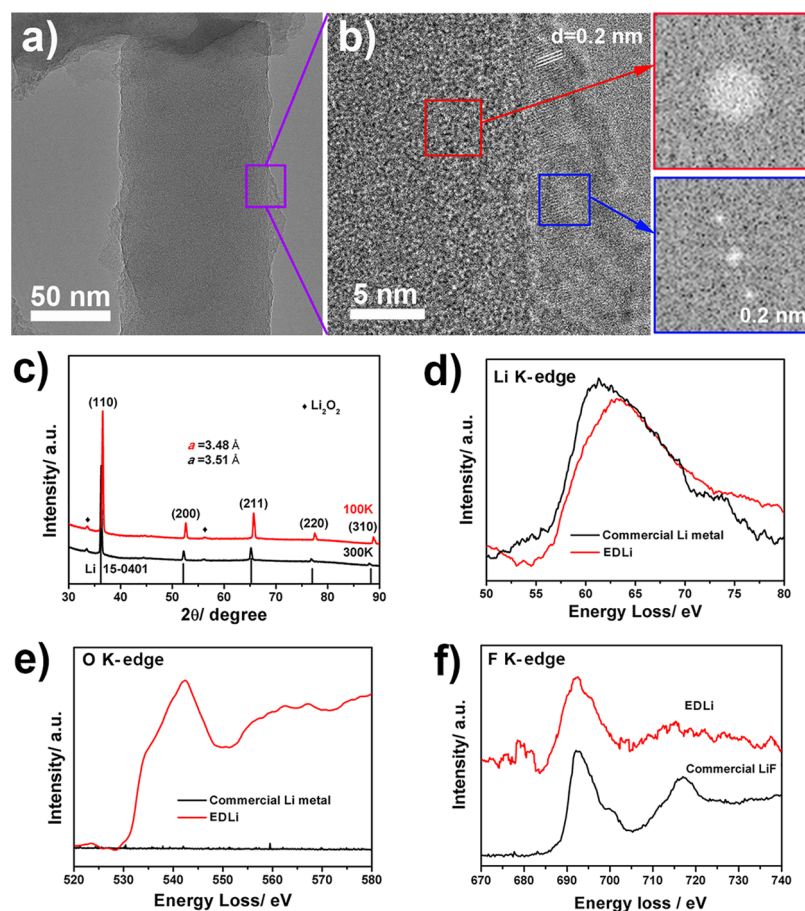 a)
50 nm
b)
d=0.2 nm
5 nm
0.2 nm
c)
(110)
♦ Li₂O₂
a =3.48 Å
a =3.51 Å
(200)
(211)
(220)
100K
(310)
300K
Li 15-0401
30 40 50 60 70 80 90
2θ/ degree
Intensity/ a.u.
d)
Li K-edge
Commercial Li metal
EDLi
50 55 60 65 70 75 80
Energy Loss/ eV
Intensity/ a.u.
e)
O K-edge
Commercial Li metal
EDLi
520 530 540 550 560 570 580
Energy Loss/ eV
Intensity/ a.u.
f)
F K-edge
EDLi
Commercial LiF
670 680 690 700 710 720 730 740
Energy loss/ eV
Intensity/ a.u.